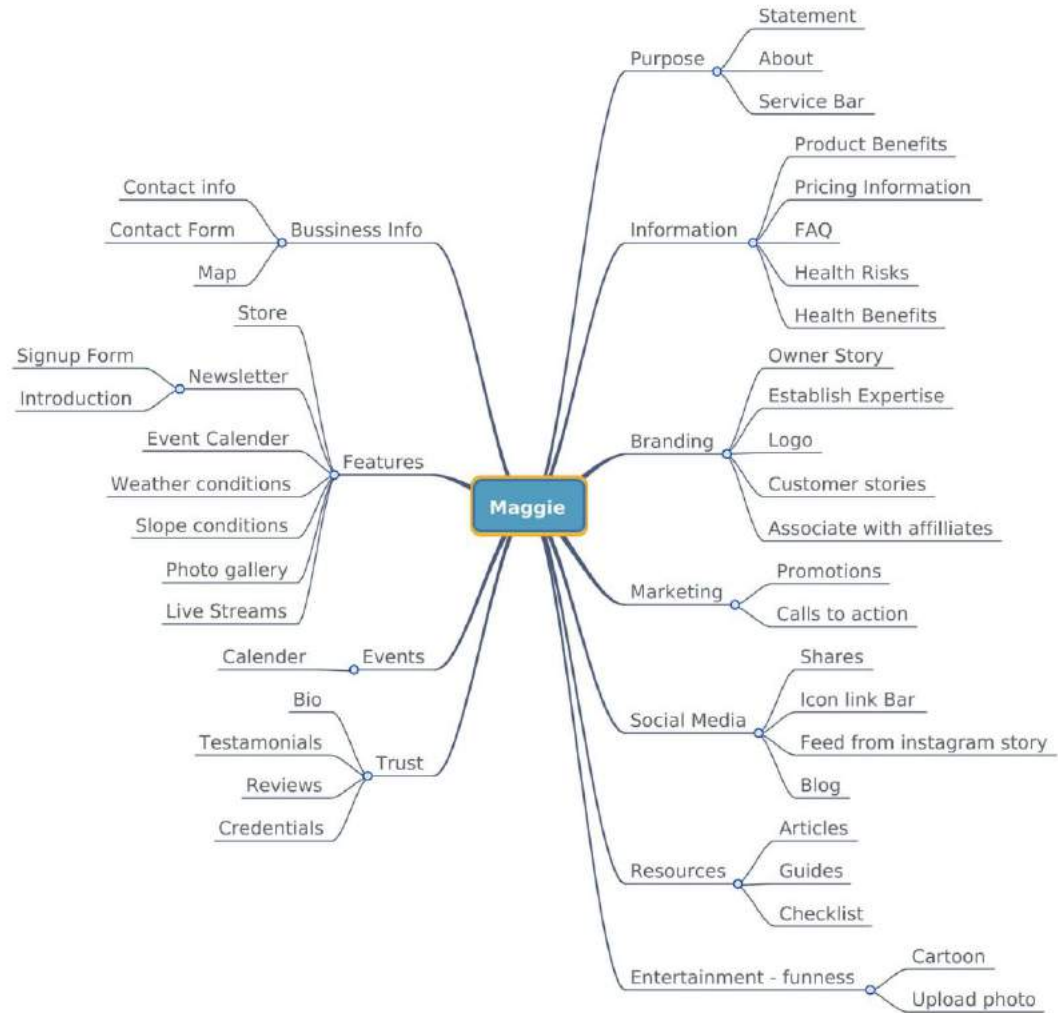 Maggie
Purpose
Statement
About
Service Bar
Information
Product Benefits
Pricing Information
FAQ
Health Risks
Health Benefits
Branding
Owner Story
Establish Expertise
Logo
Customer stories
Associate with affilliates
Marketing
Promotions
Calls to action
Social Media
Shares
Icon link Bar
Feed from instagram story
Blog
Resources
Articles
Guides
Checklist
Entertainment - funness
Cartoon
Upload photo
Bussiness Info
Contact info
Contact Form
Map
Features
Store
Newsletter
Signup Form
Introduction
Event Calender
Weather conditions
Slope conditions
Photo gallery
Live Streams
Events
Calender
Trust
Bio
Testamonials
Reviews
Credentials